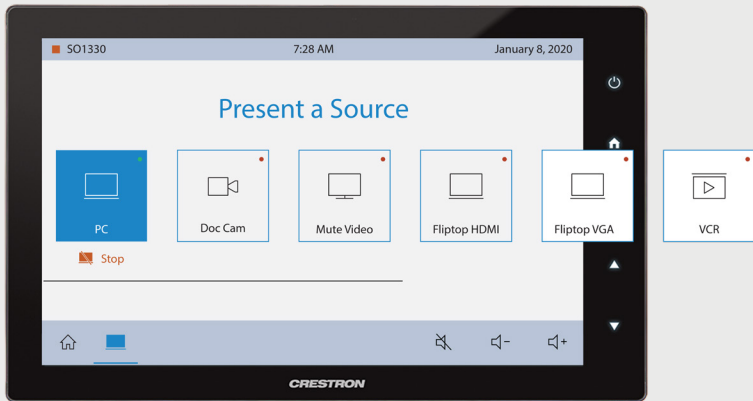 SO1330 7:28 AM January 8, 2020
Present a Source
PC Doc Cam Mute Video Fliptop HDMI Fliptop VGA VCR
Stop
CRESTRON